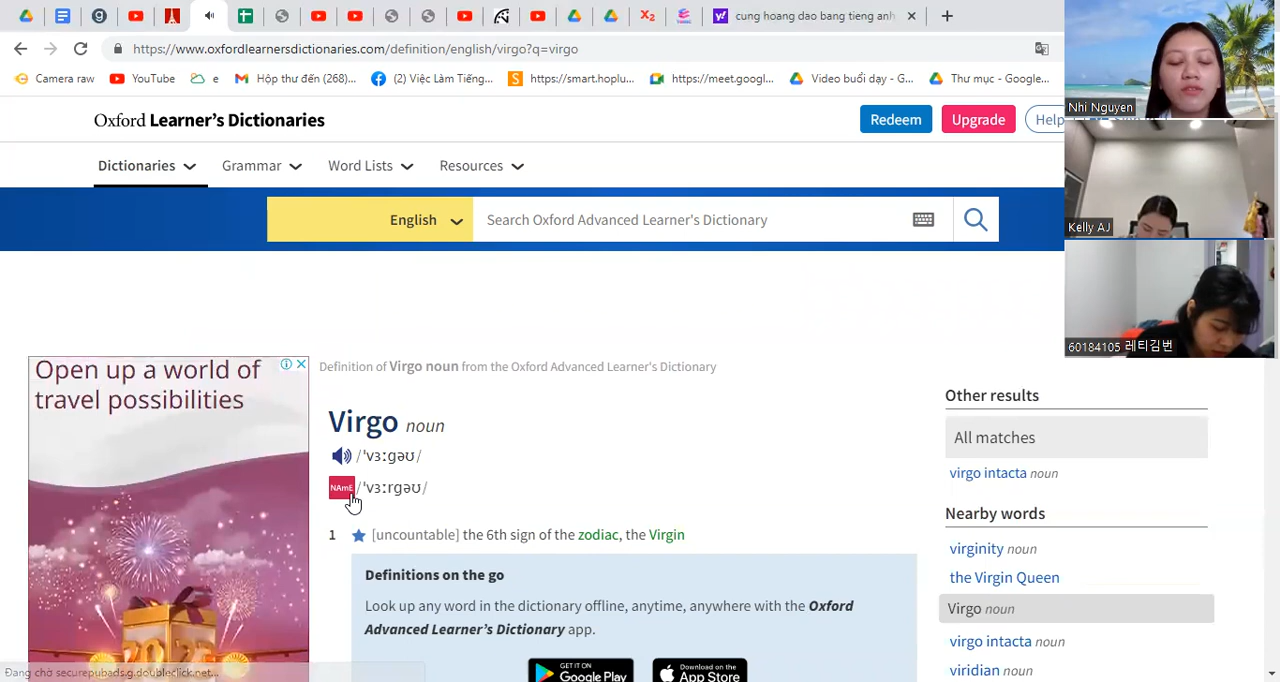 cung hoang dao bang tieng anh
https://www.oxfordlearnersdictionaries.com/definition/english/virgo?q=virgo
Camera raw
YouTube
e
Hộp thư đến (268)...
(2) Việc Làm Tiếng...
https://smart.hoplu...
https://meet.googl...
Video buổi dạy - G...
Thư mục - Google...
Nhi Nguyen
Kelly AJ
60184105 레티김번
Oxford Learner's Dictionaries
Redeem
Upgrade
Help
Dictionaries
Grammar
Word Lists
Resources
English
Search Oxford Advanced Learner's Dictionary
Open up a world of
travel possibilities
Definition of Virgo noun from the Oxford Advanced Learner's Dictionary
Virgo noun
/ˈvɜːɡəʊ/
NAmE /ˈvɜːrɡəʊ/
1 [uncountable] the 6th sign of the zodiac, the Virgin
Definitions on the go
Look up any word in the dictionary offline, anytime, anywhere with the Oxford
Advanced Learner's Dictionary app.
GET IT ON
Google Play
Download on the
App Store
Other results
All matches
virgo intacta noun
Nearby words
virginity noun
the Virgin Queen
Virgo noun
virgo intacta noun
viridian noun
Đang chờ securepubads.g.doubleclick.net...